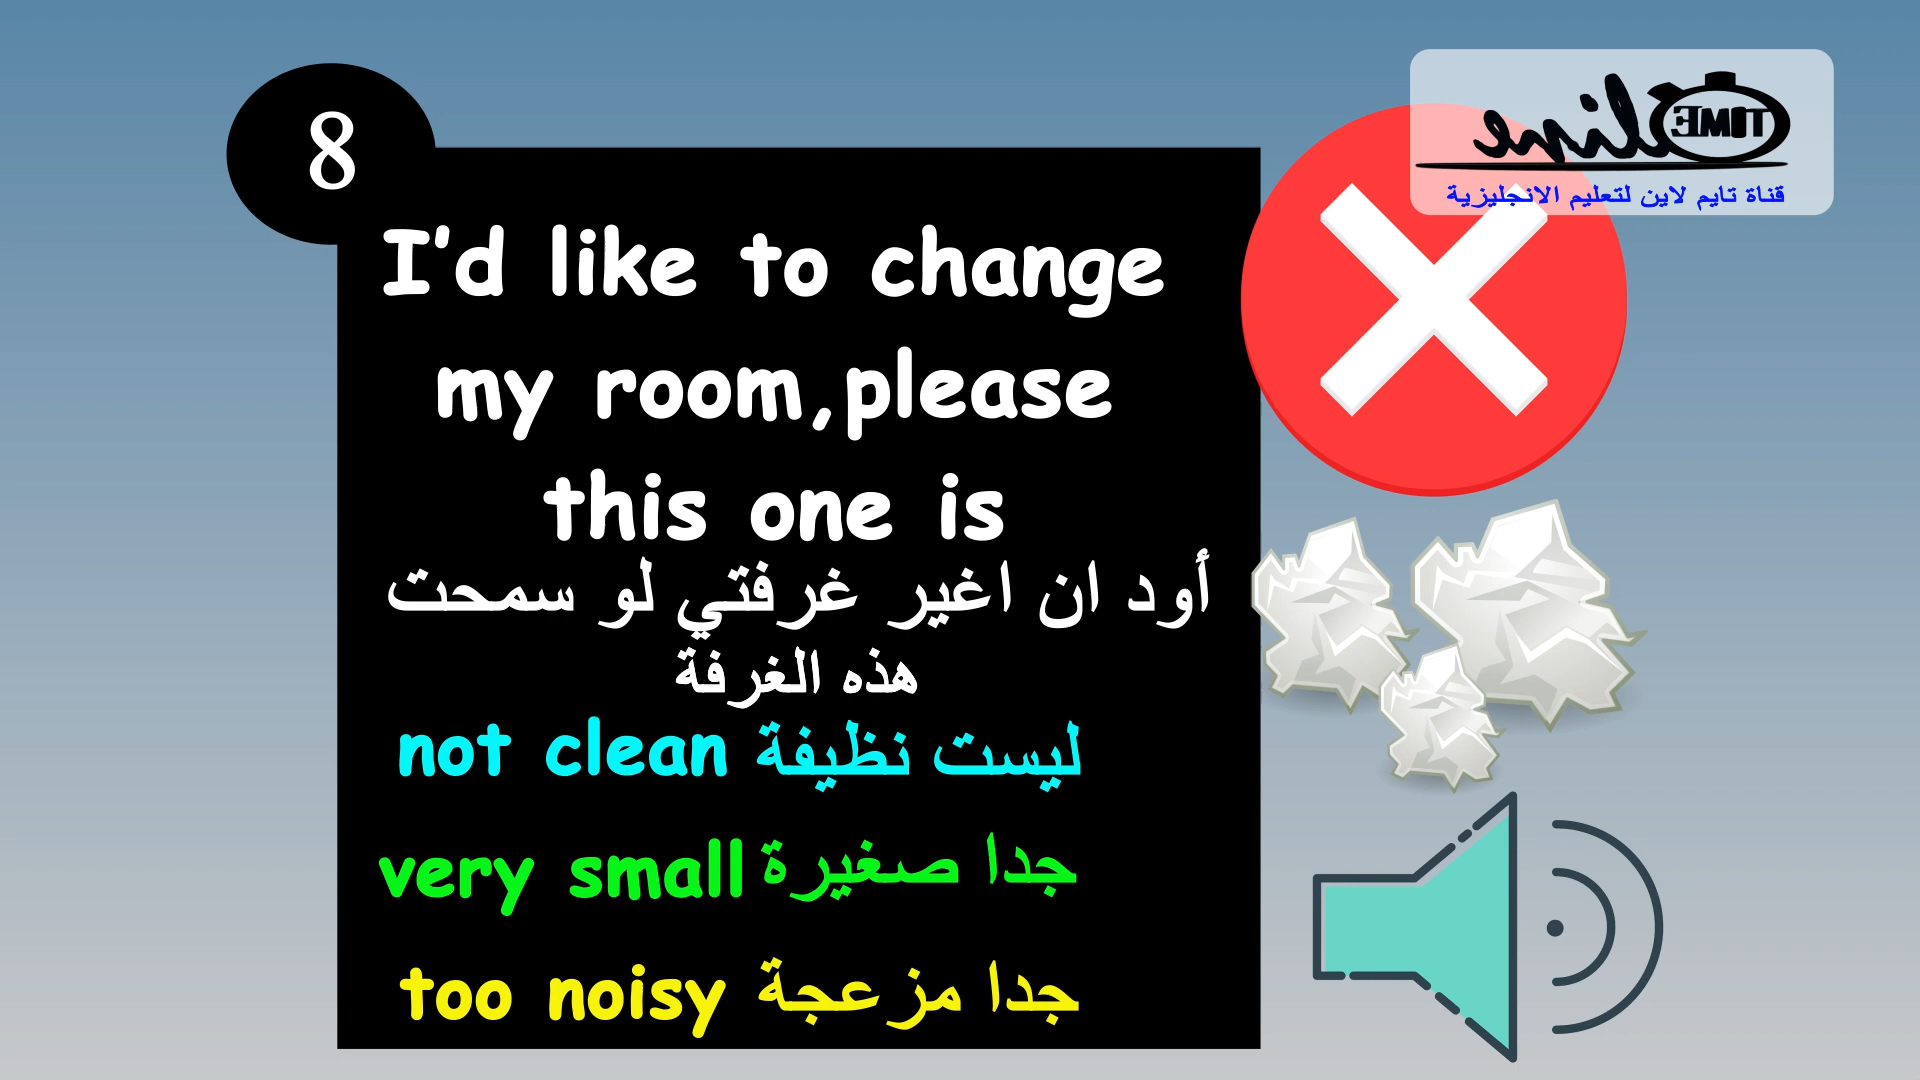 8
TIME line
قناة تايم لاين لتعليم الانجليزية
I'd like to change
my room,please
this one is
أود ان اغير غرفتي لو سمحت
هذه الغرفة
not clean ليست نظيفة
very small جدا صغيرة
too noisy جدا مزعجة